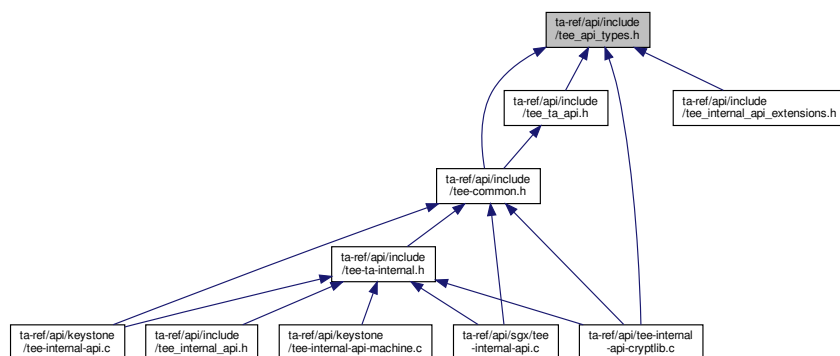 ta-ref/api/include
/tee_api_types.h
ta-ref/api/include
/tee_ta_api.h
ta-ref/api/include
/tee_internal_api_extensions.h
ta-ref/api/include
/tee-common.h
ta-ref/api/include
/tee-ta-internal.h
ta-ref/api/keystone
/tee-internal-api.c
ta-ref/api/include
/tee_internal_api.h
ta-ref/api/keystone
/tee-internal-api-machine.c
ta-ref/api/sgx/tee
-internal-api.c
ta-ref/api/tee-internal
-api-cryptlib.c